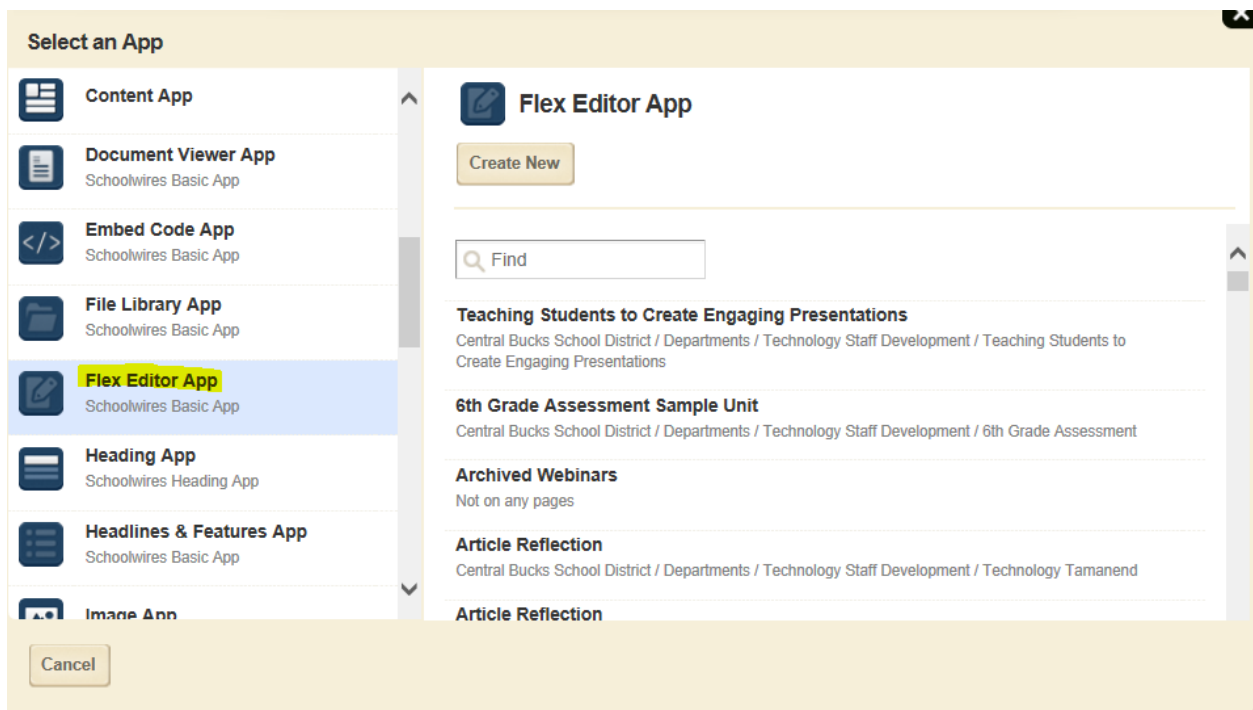 Select an App
Content App
Document Viewer App
Schoolwires Basic App
Embed Code App
Schoolwires Basic App
File Library App
Schoolwires Basic App
Flex Editor App
Schoolwires Basic App
Heading App
Schoolwires Heading App
Headlines & Features App
Schoolwires Basic App
Image App
Cancel
Flex Editor App
Create New
Find
Teaching Students to Create Engaging Presentations
Central Bucks School District / Departments / Technology Staff Development / Teaching Students to
Create Engaging Presentations
6th Grade Assessment Sample Unit
Central Bucks School District / Departments / Technology Staff Development / 6th Grade Assessment
Archived Webinars
Not on any pages
Article Reflection
Central Bucks School District / Departments / Technology Staff Development / Technology Tamanend
Article Reflection